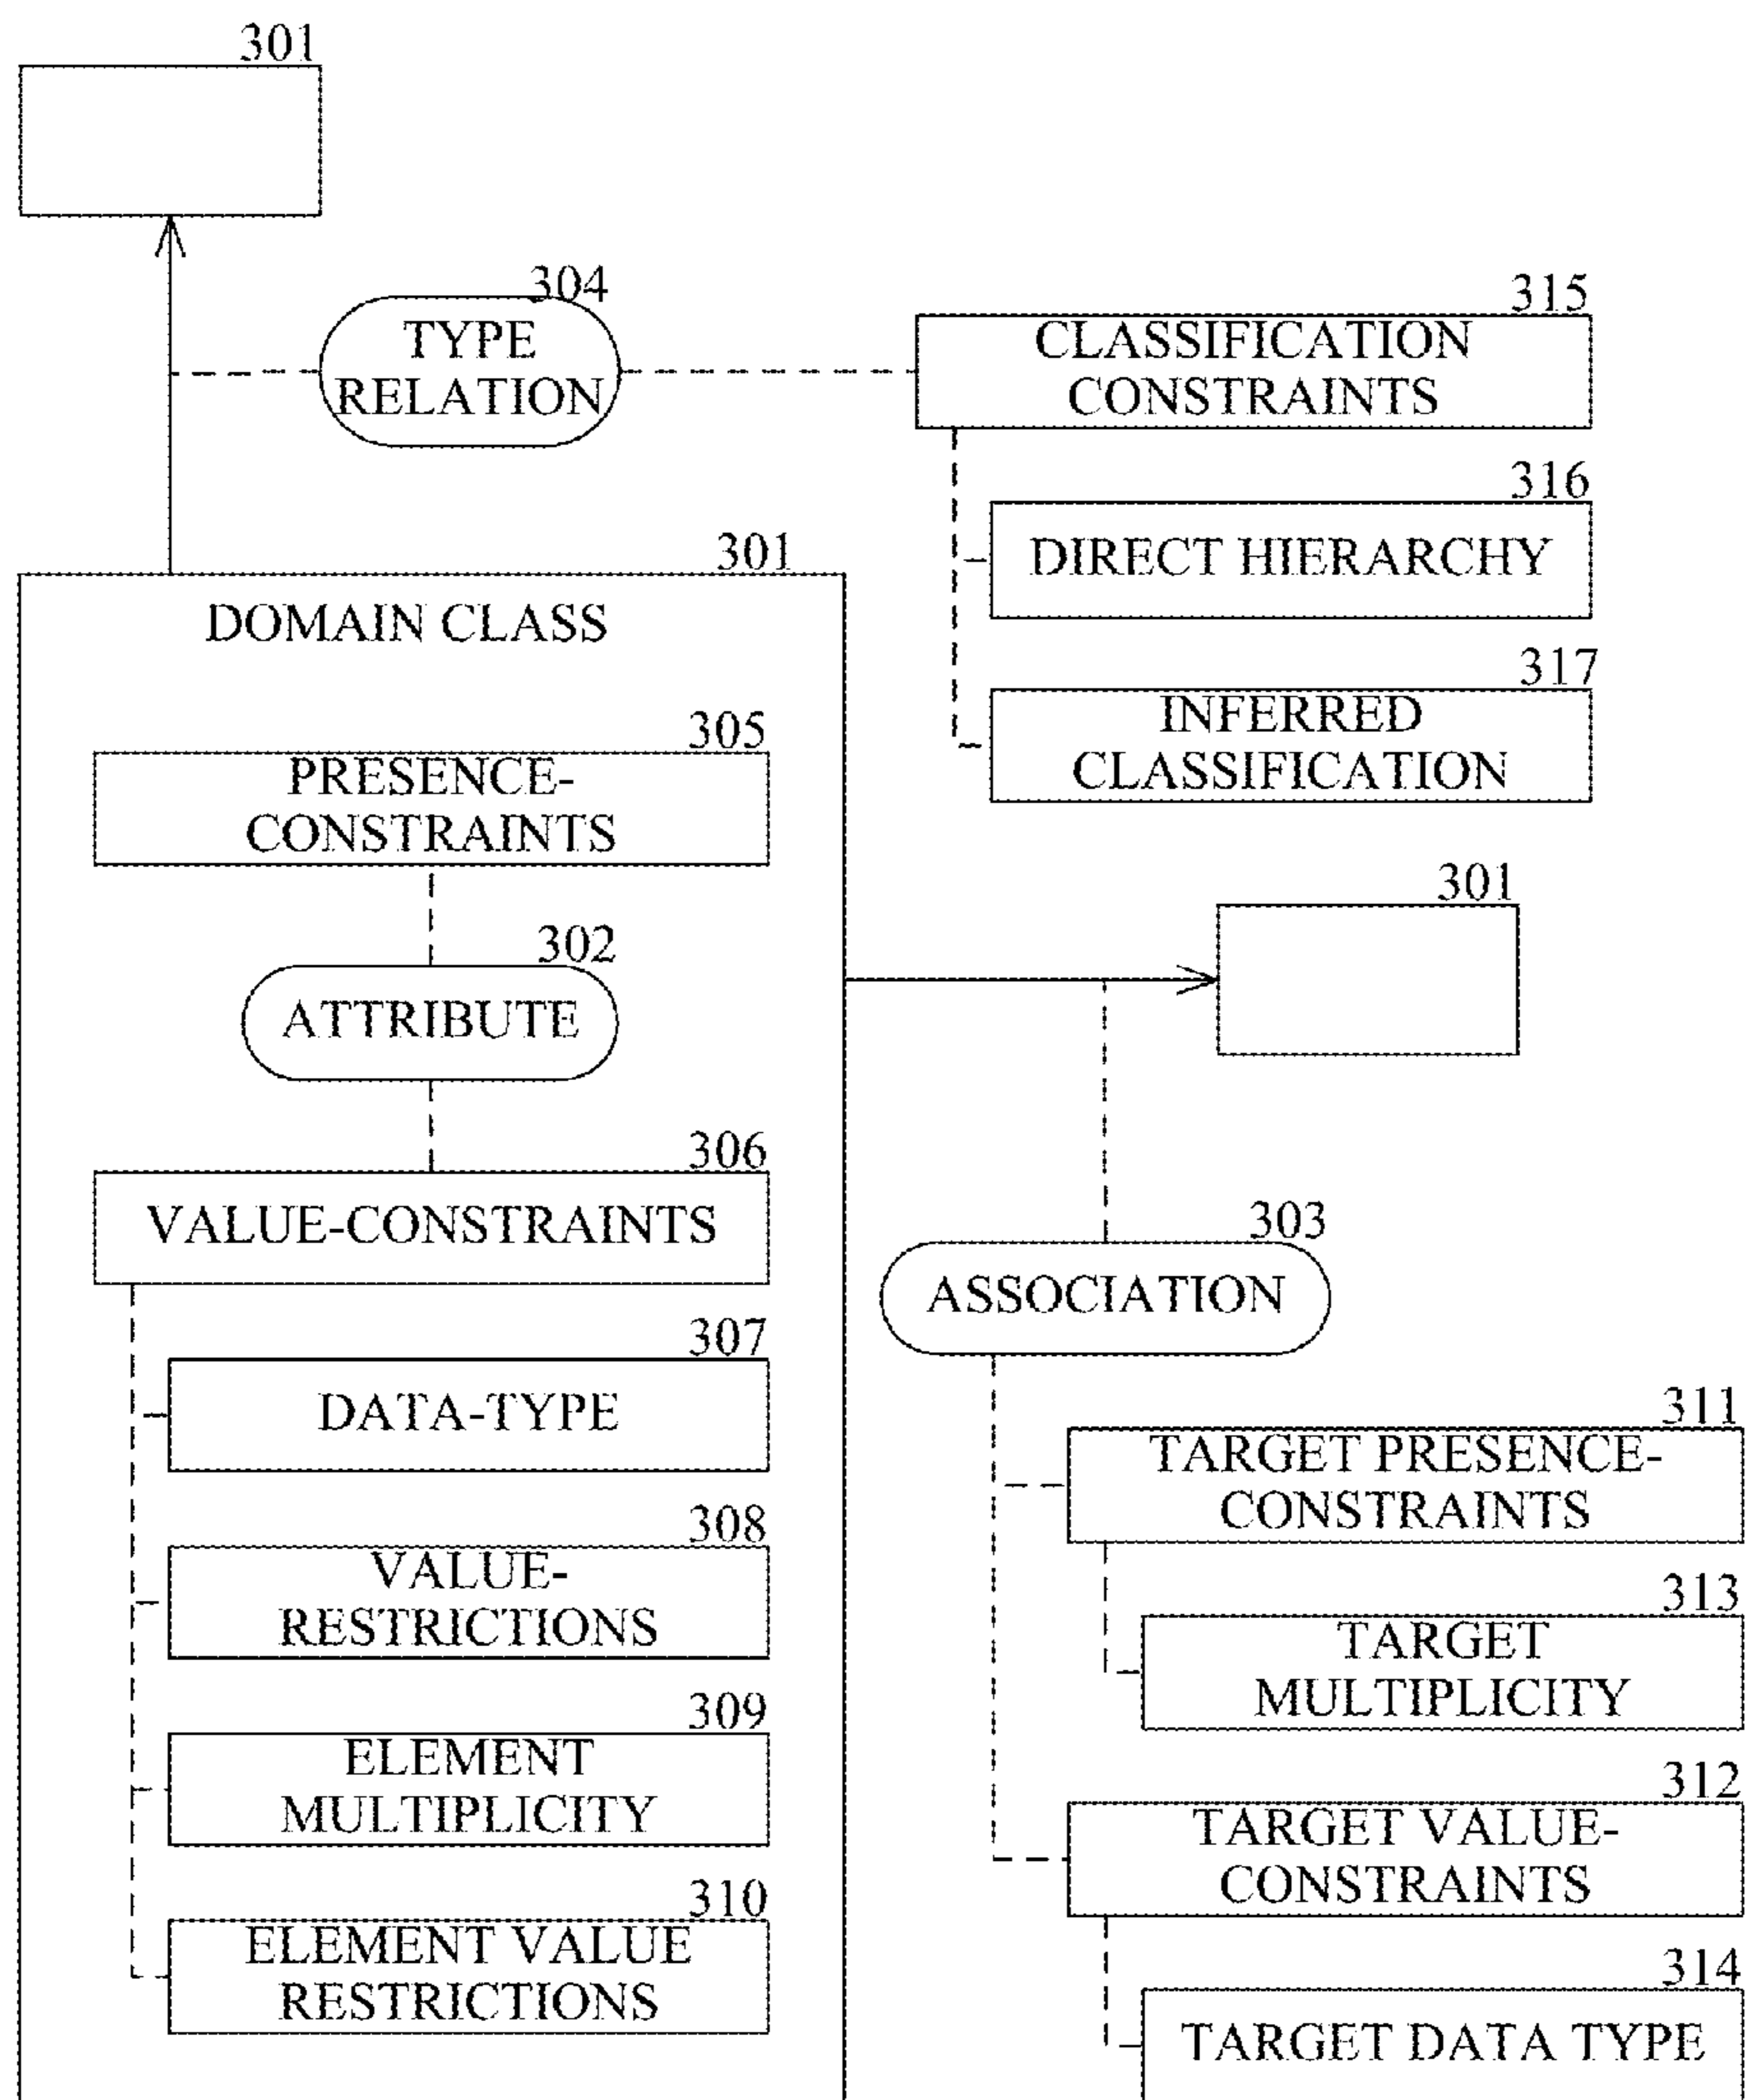 301
304
TYPE
RELATION
315
CLASSIFICATION
CONSTRAINTS
316
DIRECT HIERARCHY
317
INFERRED
CLASSIFICATION
301
DOMAIN CLASS
305
PRESENCE-
CONSTRAINTS
302
ATTRIBUTE
306
VALUE-CONSTRAINTS
307
DATA-TYPE
308
VALUE-
RESTRICTIONS
309
ELEMENT
MULTIPLICITY
310
ELEMENT VALUE
RESTRICTIONS
301
303
ASSOCIATION
311
TARGET PRESENCE-
CONSTRAINTS
313
TARGET
MULTIPLICITY
312
TARGET VALUE-
CONSTRAINTS
314
TARGET DATA TYPE